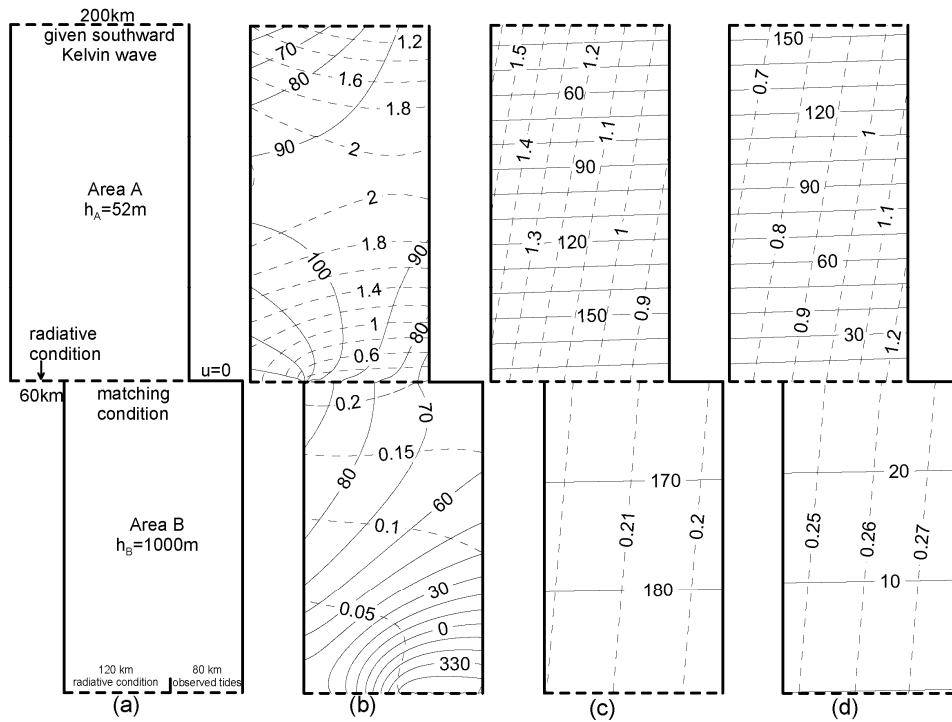 200km
given southward
Kelvin wave
Area A
hA=52m
radiative
condition
u=0
60km
matching
condition
Area B
hB=1000m
120 km
radiative condition
80 km
observed tides
(a)
70
1.2
80
1.6
1.8
90
2
2
1.8
100
90
1.4
1
80
0.6
0.2
70
0.15
80
60
0.1
30
0.05
0
330
(b)
1.5
1.2
60
1.1
1.4
90
1.3
120
1
150
0.9
170
0.21
0.2
180
(c)
150
0.7
120
1
90
1.1
0.8
60
0.9
30
1.2
20
0.25
0.26
0.27
10
(d)